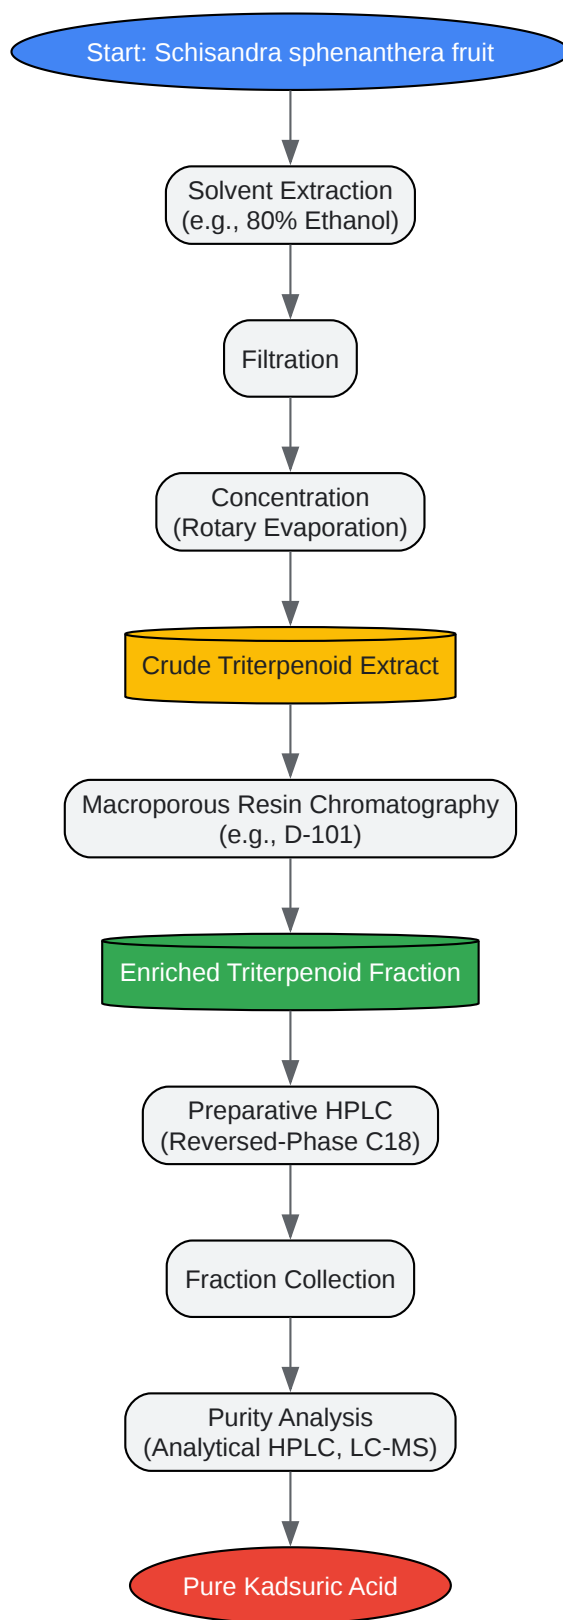 Start: Schisandra sphenanthera fruit
Solvent Extraction
(e.g., 80% Ethanol)
Filtration
Concentration
(Rotary Evaporation)
Crude Triterpenoid Extract
Macroporous Resin Chromatography
(e.g., D-101)
Enriched Triterpenoid Fraction
Preparative HPLC
(Reversed-Phase C18)
Fraction Collection
Purity Analysis
(Analytical HPLC, LC-MS)
Pure Kadsuric Acid